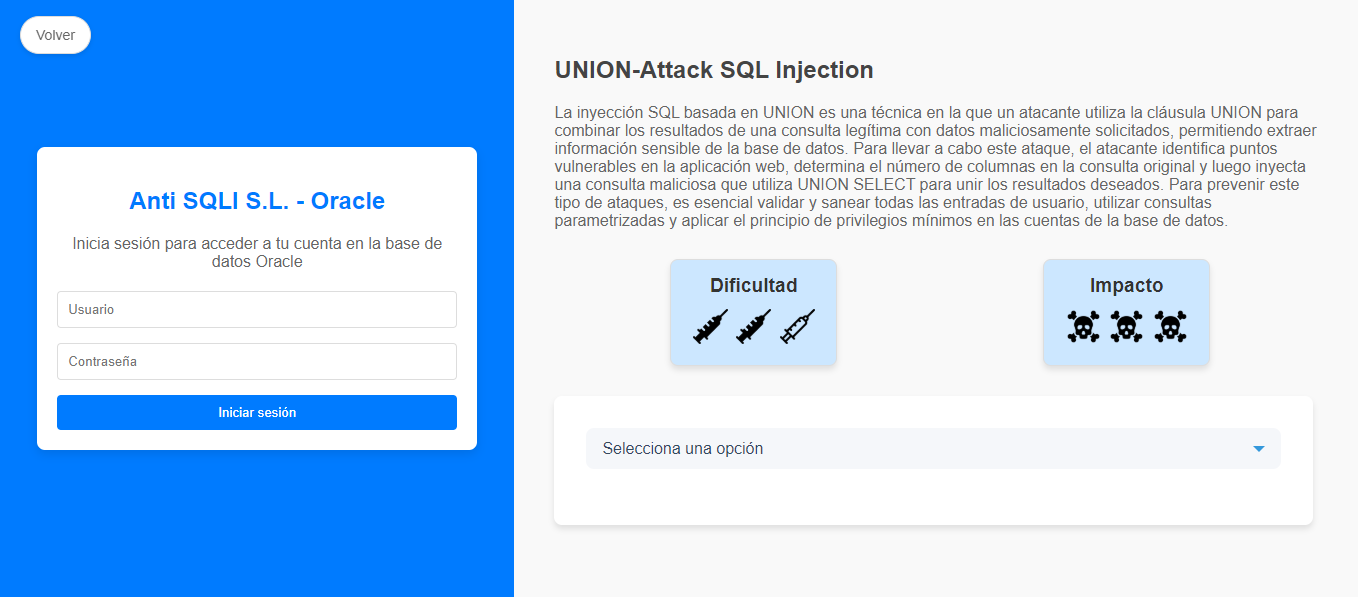 Volver
Anti SQLI S.L. - Oracle
Inicia sesión para acceder a tu cuenta en la base de
datos Oracle
Usuario
Contraseña
Iniciar sesión
UNION-Attack SQL Injection
La inyección SQL basada en UNION es una técnica en la que un atacante utiliza la cláusula UNION para
combinar los resultados de una consulta legítima con datos maliciosamente solicitados, permitiendo extraer
información sensible de la base de datos. Para llevar a cabo este ataque, el atacante identifica puntos
vulnerables en la aplicación web, determina el número de columnas en la consulta original y luego inyecta
una consulta maliciosa que utiliza UNION SELECT para unir los resultados deseados. Para prevenir este
tipo de ataques, es esencial validar y sanear todas las entradas de usuario, utilizar consultas
parametrizadas y aplicar el principio de privilegios mínimos en las cuentas de la base de datos.
Dificultad
Impacto
Selecciona una opción